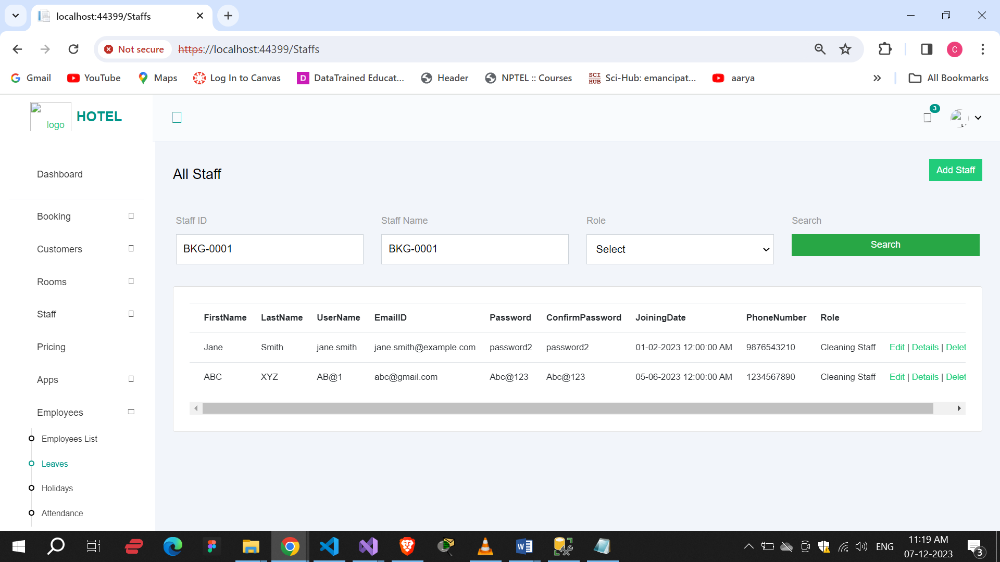 localhost:44399/Staffs
Not secure https://localhost:44399/Staffs
C
Gmail YouTube Maps Log In to Canvas DataTrained Educat... Header NPTEL :: Courses Sci-Hub: emancipat... aarya All Bookmarks
logo HOTEL
3
Dashboard
Booking
Customers
Rooms
Staff
Pricing
Apps
Employees
Employees List
Leaves
Holidays
Attendance
All Staff
Add Staff
Staff ID Staff Name Role Search
BKG-0001 BKG-0001 Select Search
FirstName LastName UserName EmailID Password ConfirmPassword JoiningDate PhoneNumber Role
Jane Smith jane.smith jane.smith@example.com password2 password2 01-02-2023 12:00:00 AM 9876543210 Cleaning Staff Edit | Details | Delet
ABC XYZ AB@1 abc@gmail.com Abc@123 Abc@123 05-06-2023 12:00:00 AM 1234567890 Cleaning Staff Edit | Details | Delet
ENG
11:19 AM
07-12-2023
3